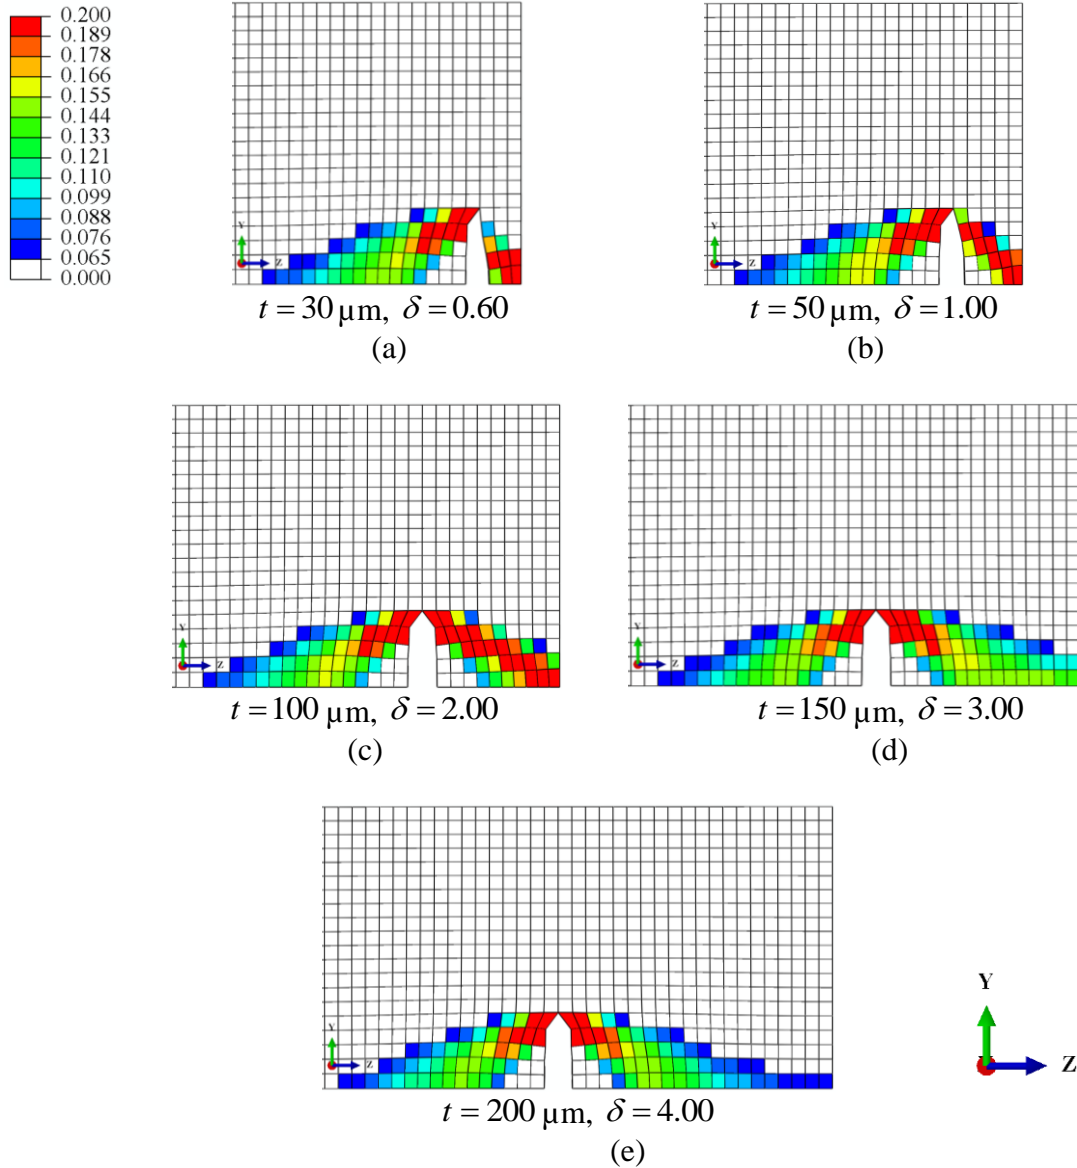 0.200
0.189
0.178
0.166
0.155
0.144
0.133
0.121
0.110
0.099
0.088
0.076
0.065
0.000
Y
Z
t = 30 µm, δ = 0.60
(a)
Y
Z
t = 50 µm, δ = 1.00
(b)
Y
Z
t = 100 µm, δ = 2.00
(c)
Y
Z
t = 150 µm, δ = 3.00
(d)
Y
Z
t = 200 µm, δ = 4.00
(e)
Y
Z